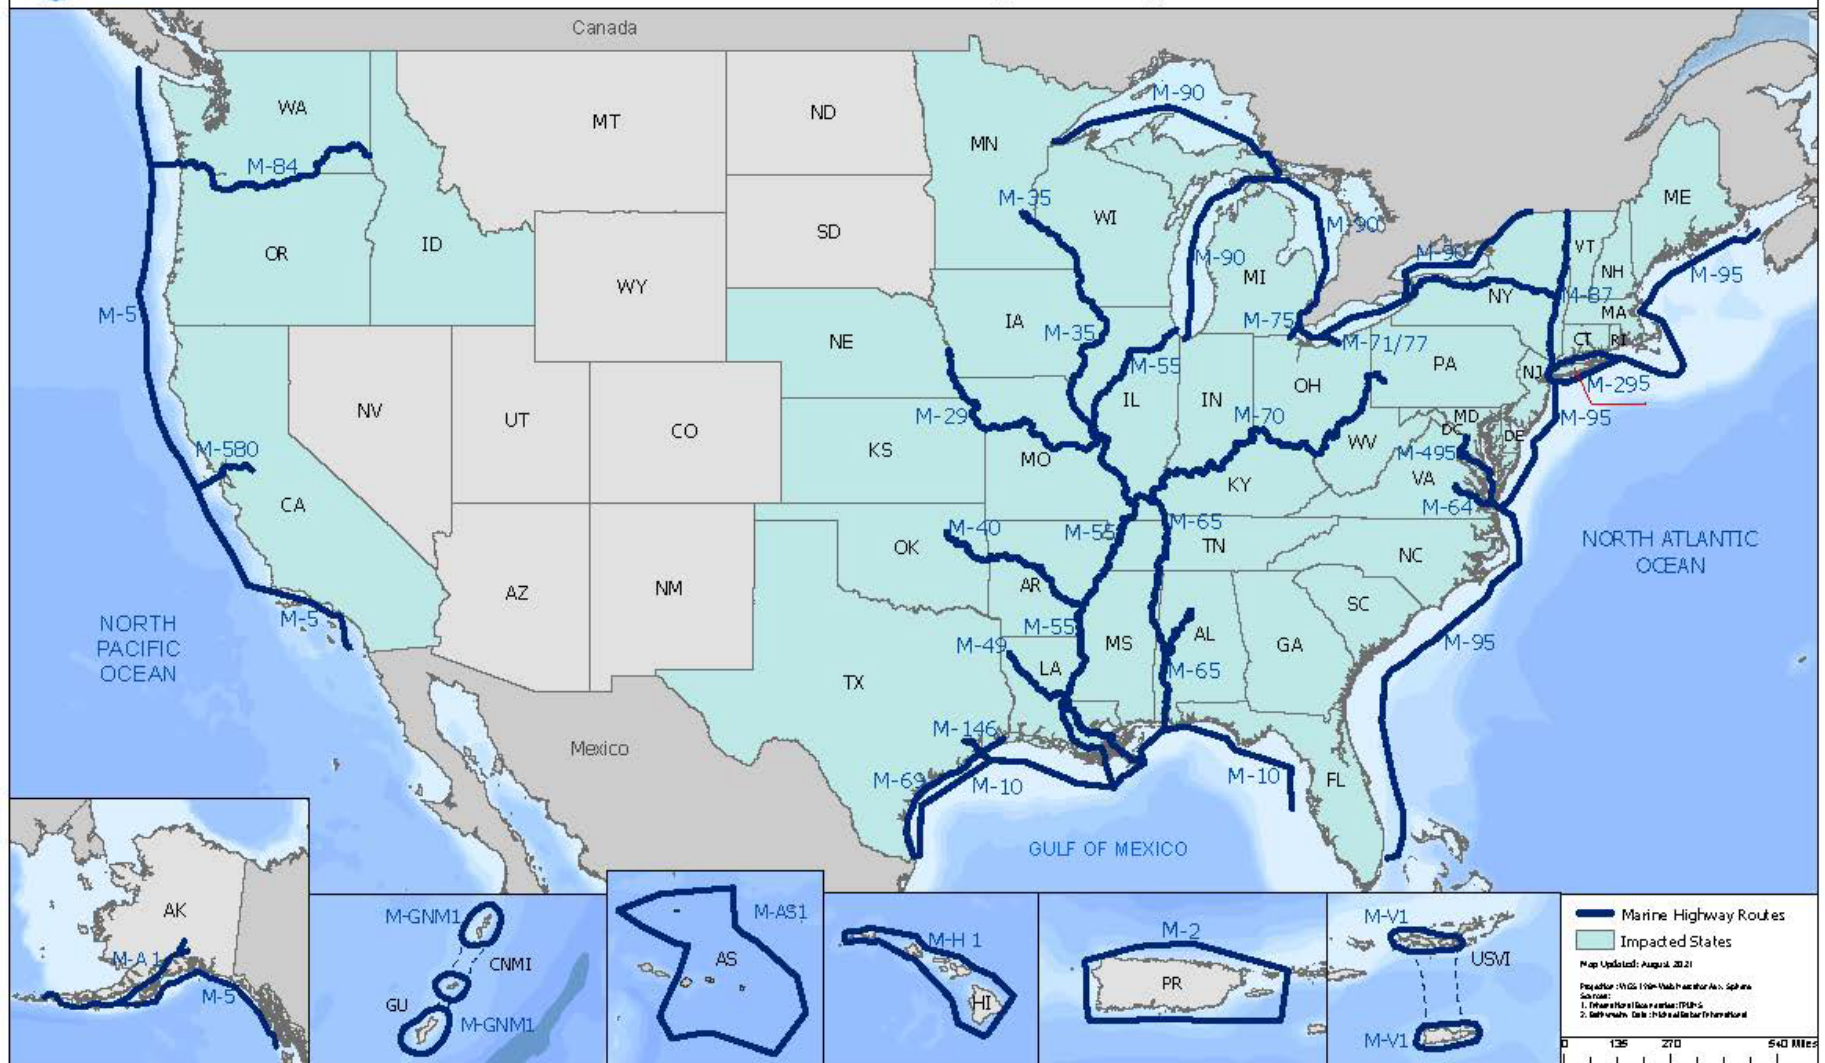 Canada
WA
MT
ND
MN
M-90
M-84
M-35
WI
ME
OR
ID
SD
WY
M-90
M-90
MI
M-90
VT
NH
M-95
NY
M-87
MA
M-5
IA
M-35
M-75
M-71/77
CT
RI
NE
M-55
PA
NJ
OH
M-295
NV
UT
CO
M-29
IL
IN
M-70
MD
DC
DE
M-95
M-580
KS
MO
WV
M-495
VA
CA
KY
M-64
M-40
M-55
M-65
OK
TN
NC
NORTH ATLANTIC
OCEAN
AZ
NM
AR
SC
NORTH
PACIFIC
OCEAN
M-5
M-55
M-49
MS
AL
GA
M-95
LA
M-65
TX
Mexico
M-146
M-69
M-10
M-10
FL
GULF OF MEXICO
AK
M-A 1
M-5
M-GNM1
CNMI
GU
M-GNM1
M-AS1
AS
M-H 1
HI
M-2
PR
M-V1
USVI
M-V1
Marine Highway Routes
Impacted States
Map Updated: August 2021
0 135 270 540 Miles